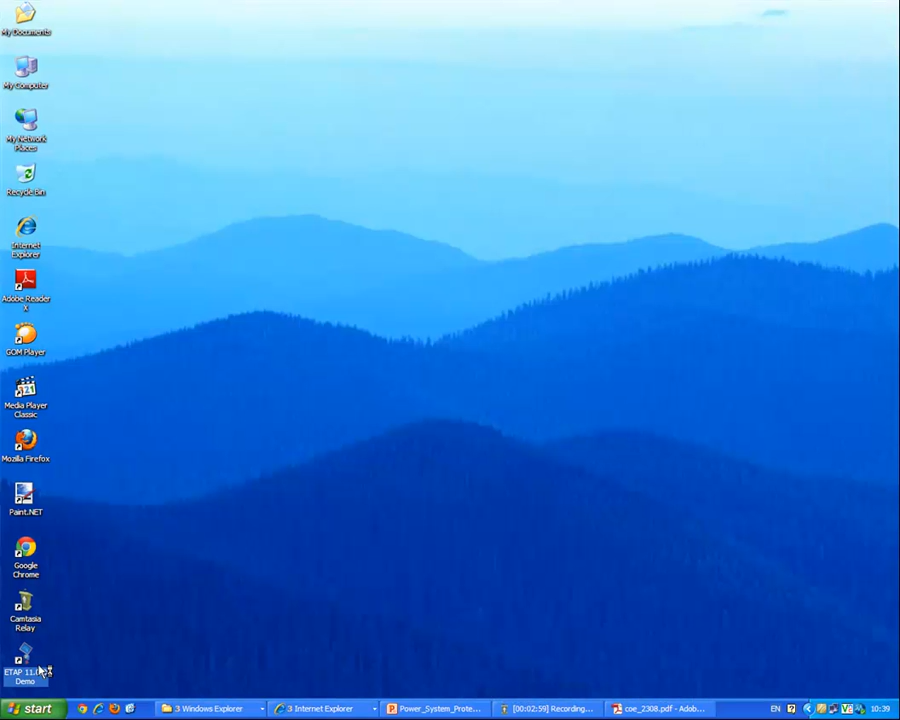 My Documents
My Computer
My Network
Places
Recycle Bin
Internet
Explorer
Adobe Reader
X
GOM Player
Media Player
Classic
Mozilla Firefox
Paint.NET
Google
Chrome
Camtasia
Relay
ETAP 11.0
Demo
start
3 Windows Explorer
3 Internet Explorer
Power_System_Prote...
[00:02:59] Recording...
coe_2308.pdf - Adob...
EN
10:39